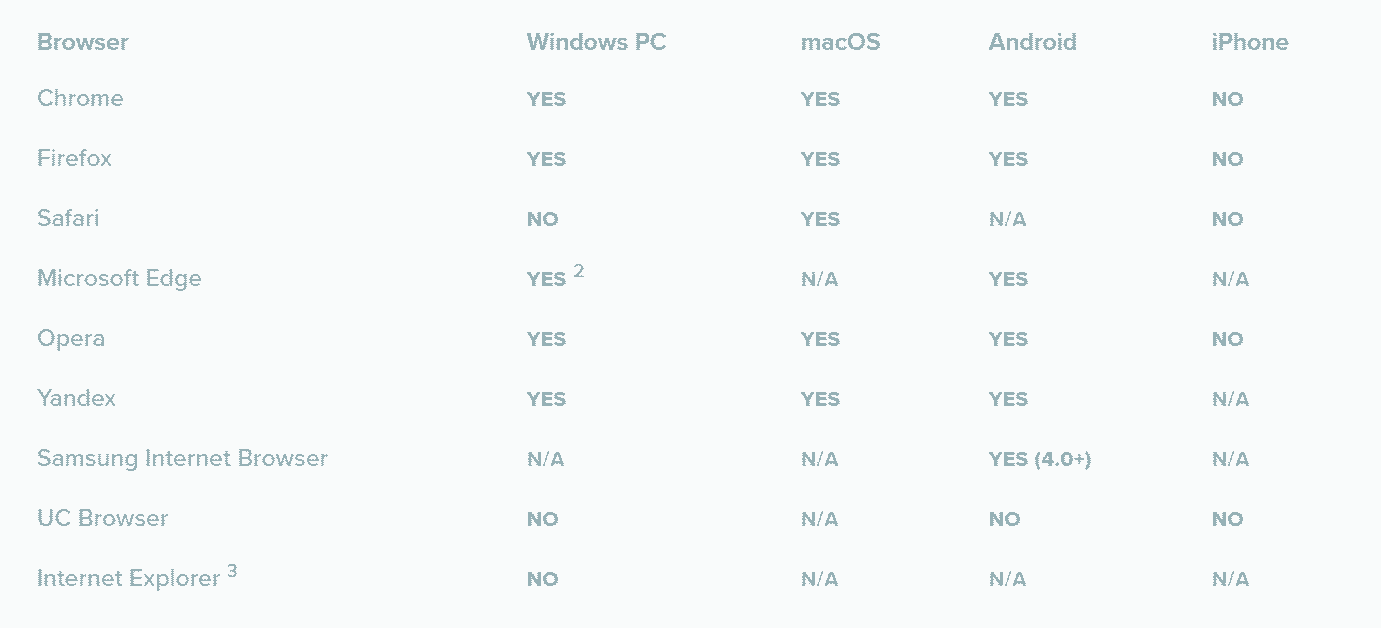 Browser Windows PC macOS Android iPhone
Chrome YES YES YES NO
Firefox YES YES YES NO
Safari NO YES N/A NO
Microsoft Edge YES 2 N/A YES N/A
Opera YES YES YES NO
Yandex YES YES YES N/A
Samsung Internet Browser N/A N/A YES (4.0+) N/A
UC Browser NO N/A NO NO
Internet Explorer 3 NO N/A N/A N/A